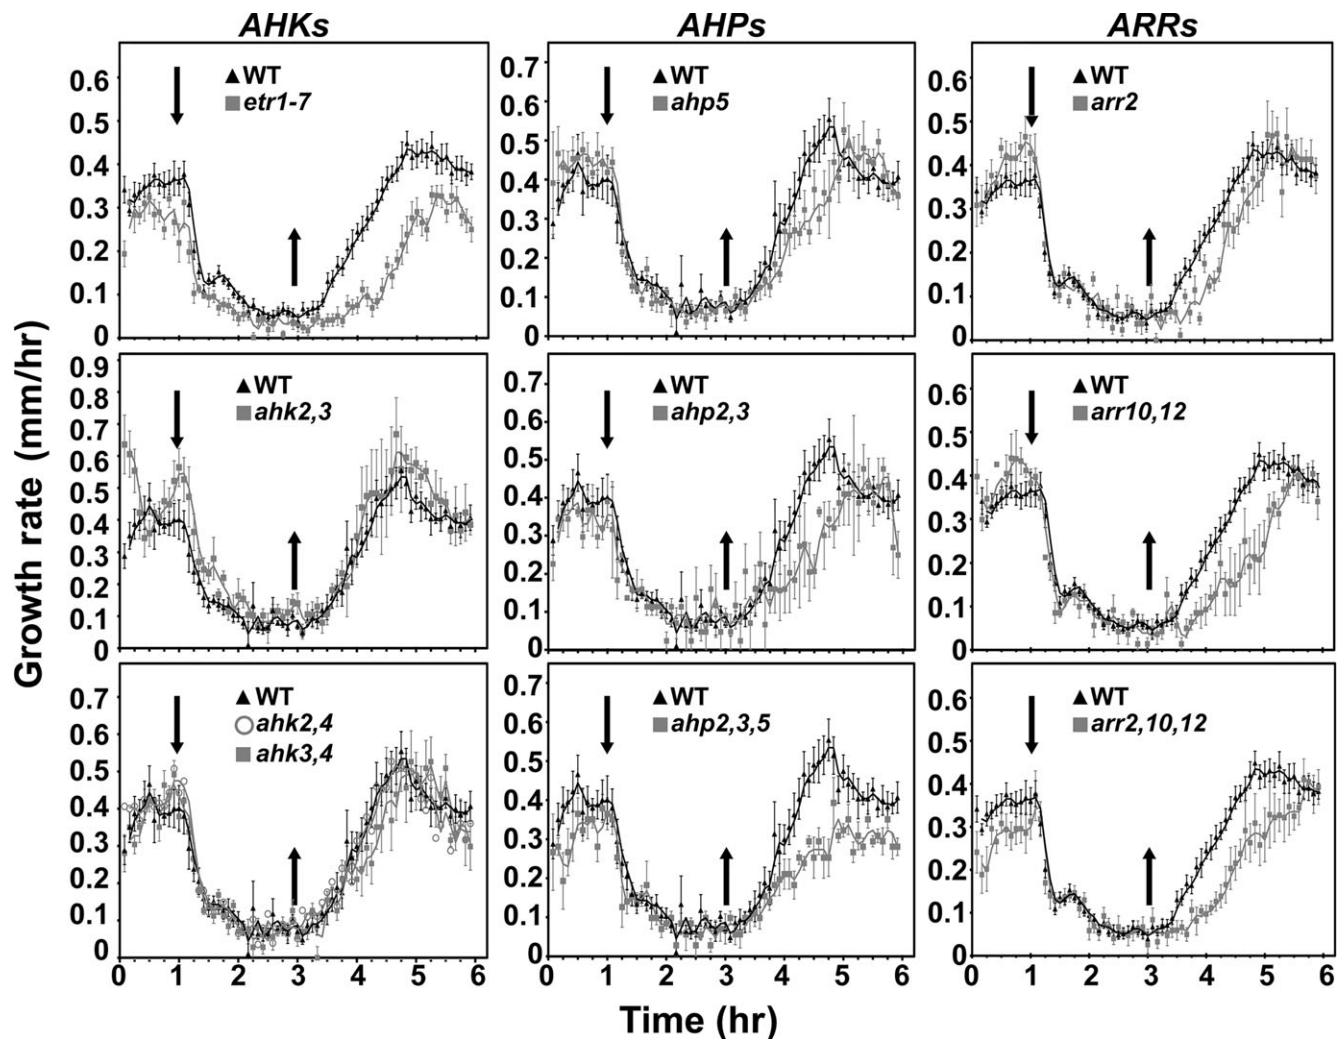 AHKs
AHPs
ARRs
Growth rate (mm/hr)
0.6
0.5
0.4
0.3
0.2
0.1
0
WT
etr1-7
0.7
0.6
0.5
0.4
0.3
0.2
0.1
0
WT
ahp5
0.6
0.5
0.4
0.3
0.2
0.1
0
WT
arr2
0.9
0.8
0.7
0.6
0.5
0.4
0.3
0.2
0.1
0
WT
ahk2,3
0.7
0.6
0.5
0.4
0.3
0.2
0.1
0
WT
ahp2,3
0.6
0.5
0.4
0.3
0.2
0.1
0
WT
arr10,12
0.7
0.6
0.5
0.4
0.3
0.2
0.1
0
WT
ahk2,4
ahk3,4
0 1 2 3 4 5 6
0.7
0.6
0.5
0.4
0.3
0.2
0.1
0
WT
ahp2,3,5
0 1 2 3 4 5 6
0.6
0.5
0.4
0.3
0.2
0.1
0
WT
arr2,10,12
0 1 2 3 4 5 6
Time (hr)